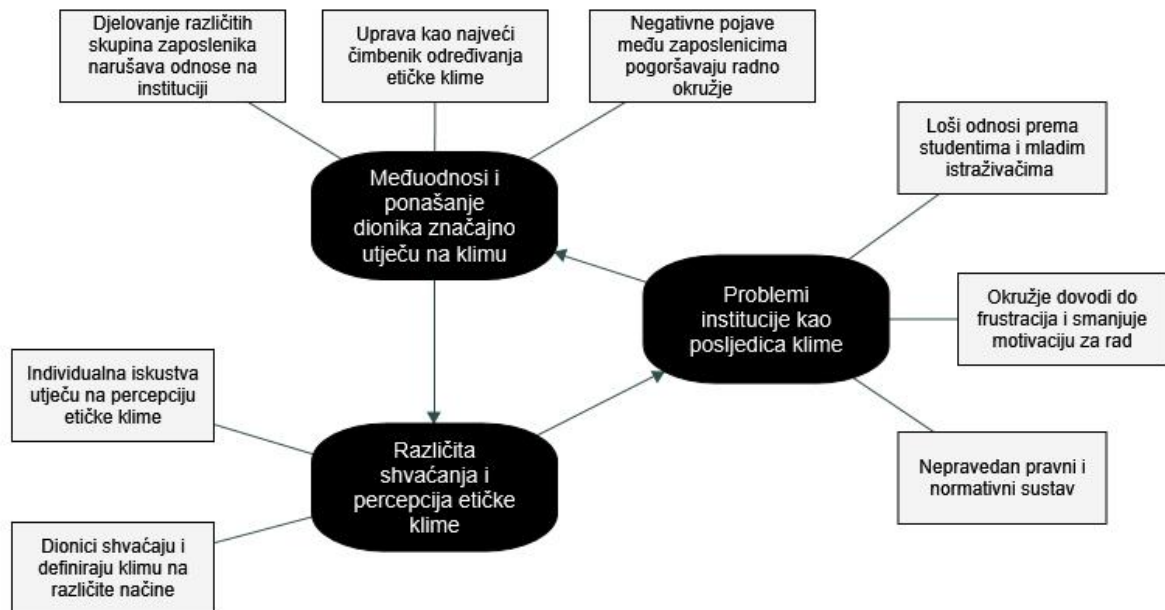 Djelovanje različitih
skupina zaposlenika
narušava odnose na
instituciji
Uprava kao najveći
čimbenik određivanja
etičke klime
Negativne pojave
među zaposlenicima
pogoršavaju radno
okružje
Loši odnosi prema
studentima i mladim
istraživačima
Međuodnosi i
ponašanje
dionika značajno
utječu na klimu
Problemi
institucije kao
posljedica klime
Okružje dovodi do
frustracija i smanjuje
motivaciju za rad
Individualna iskustva
utječu na percepciju
etičke klime
Različita
shvaćanja i
percepcija etičke
klime
Nepravedan pravni i
normativni sustav
Dionici shvaćaju i
definiraju klimu na
različite načine